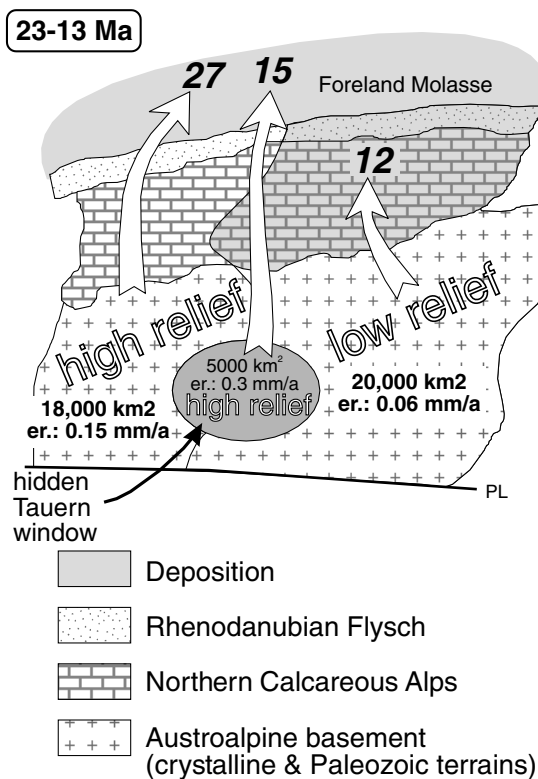 23-13 Ma
27 15
Foreland Molasse
12
high relief
low relief
5000 km²
er.: 0.3 mm/a
high relief
18,000 km2
er.: 0.15 mm/a
20,000 km2
er.: 0.06 mm/a
hidden
Tauern
window
PL
Deposition
Rhenodanubian Flysch
Northern Calcareous Alps
Austroalpine basement
(crystalline & Paleozoic terrains)